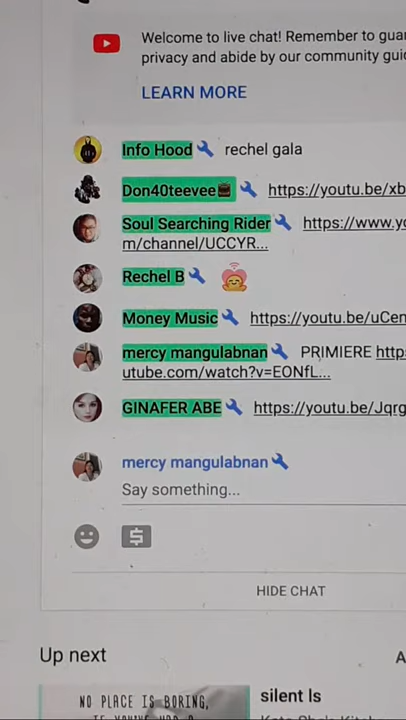 Welcome to live chat! Remember to guar
privacy and abide by our community guid
LEARN MORE
Info Hood rechel gala
Don40teevee https://youtu.be/xb
Soul Searching Rider https://www.yo
m/channel/UCCYR...
Rechel B
Money Music https://youtu.be/uCen
mercy mangulabnan PRIMIERE http
utube.com/watch?v=EONfL...
GINAFER ABE https://youtu.be/Jqrg
mercy mangulabnan
Say something...
HIDE CHAT
Up next
A
NO PLACE IS BORING,
silent ls